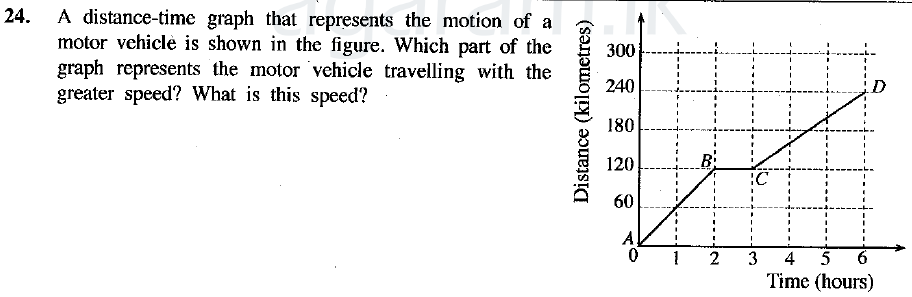 24. A distance-time graph that represents the motion of a
motor vehicle is shown in the figure. Which part of the
graph represents the motor vehicle travelling with the
greater speed? What is this speed?
Distance (kilometres)
300
240
180
120
60
A
B
C
D
0 1 2 3 4 5 6
Time (hours)